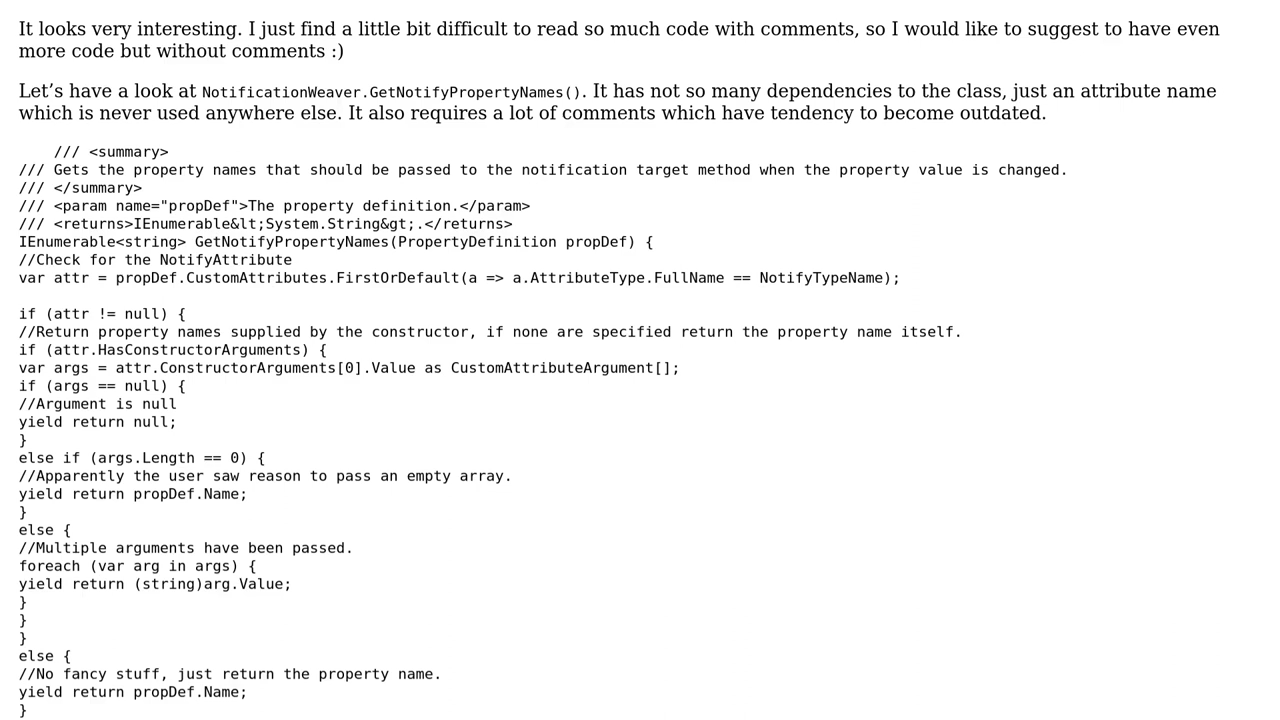 It looks very interesting. I just find a little bit difficult to read so much code with comments, so I would like to suggest to have even
more code but without comments :)
Let’s have a look at NotificationWeaver.GetNotifyPropertyNames(). It has not so many dependencies to the class, just an attribute name
which is never used anywhere else. It also requires a lot of comments which have tendency to become outdated.
    /// <summary>
/// Gets the property names that should be passed to the notification target method when the property value is changed.
/// </summary>
/// <param name="propDef">The property definition.</param>
/// <returns>IEnumerable&lt;System.String&gt;.</returns>
IEnumerable<string> GetNotifyPropertyNames(PropertyDefinition propDef) {
//Check for the NotifyAttribute
var attr = propDef.CustomAttributes.FirstOrDefault(a => a.AttributeType.FullName == NotifyTypeName);
if (attr != null) {
//Return property names supplied by the constructor, if none are specified return the property name itself.
if (attr.HasConstructorArguments) {
var args = attr.ConstructorArguments[0].Value as CustomAttributeArgument[];
if (args == null) {
//Argument is null
yield return null;
}
else if (args.Length == 0) {
//Apparently the user saw reason to pass an empty array.
yield return propDef.Name;
}
else {
//Multiple arguments have been passed.
foreach (var arg in args) {
yield return (string)arg.Value;
}
}
}
else {
//No fancy stuff, just return the property name.
yield return propDef.Name;
}